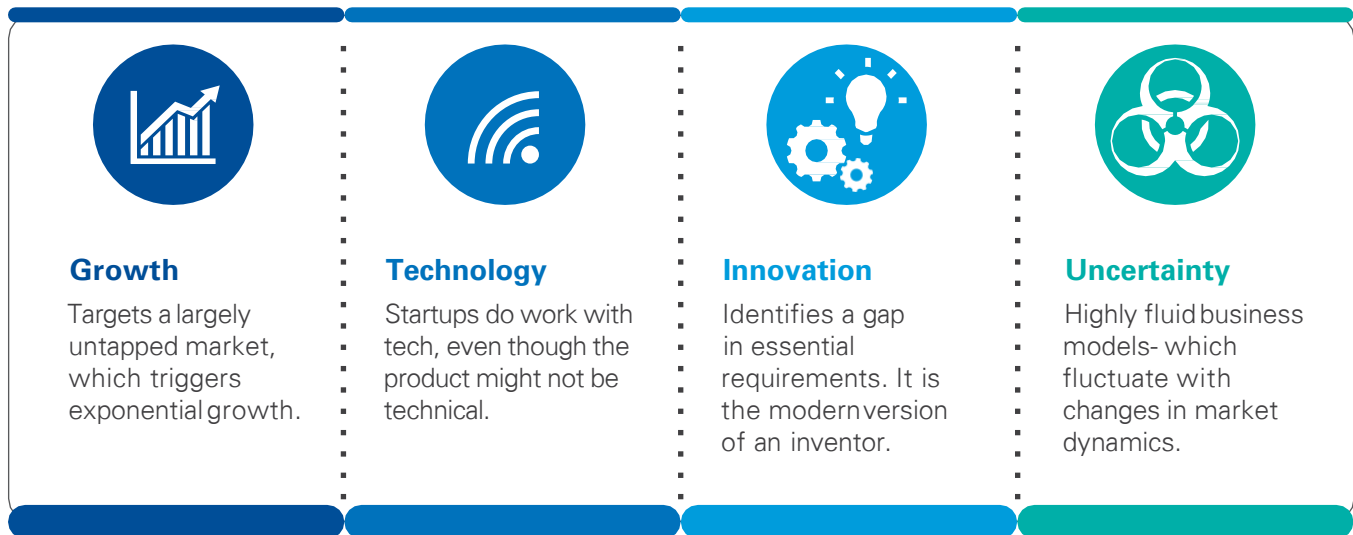 Growth
Targets a largely
untapped market,
which triggers
exponential growth.
Technology
Startups do work with
tech, even though the
product might not be
technical.
Innovation
Identifies a gap
in essential
requirements. It is
the modern version
of an inventor.
Uncertainty
Highly fluid business
models- which
fluctuate with
changes in market
dynamics.